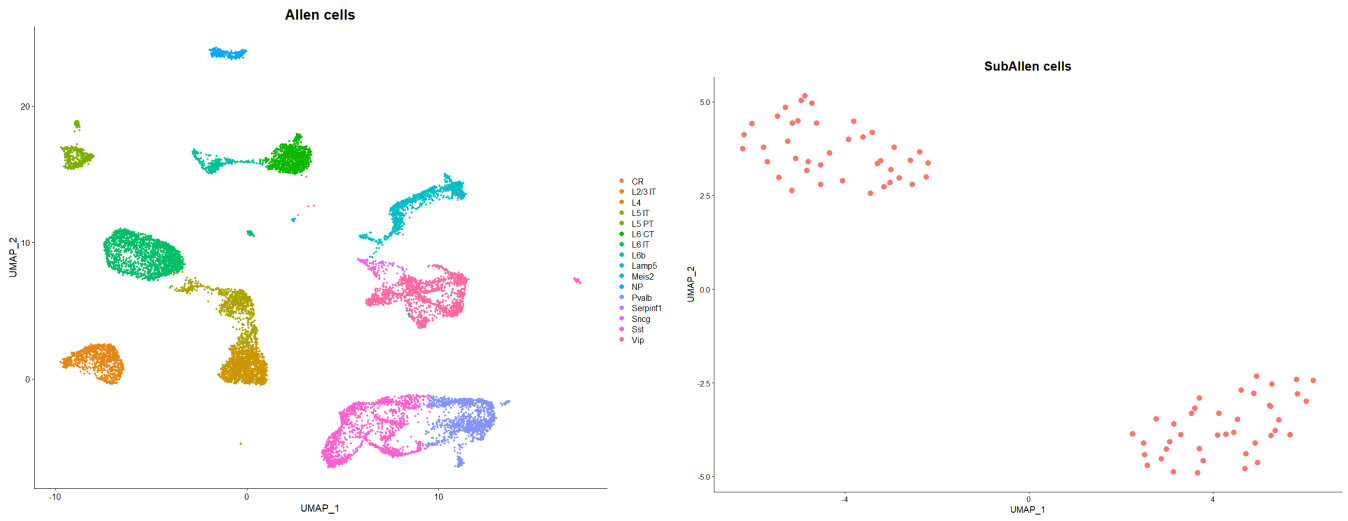 Allen cells
20
10
0
UMAP_2
-10
0
10
UMAP_1
CR
L2/3 IT
L4
L5 IT
L5 PT
L6 CT
L6 IT
L6b
Lamp5
Meis2
NP
Pvalb
Serpinf1
Sncg
Sst
Vip
SubAllen cells
5.0
2.5
0.0
-2.5
-5.0
UMAP_2
-4
0
4
UMAP_1